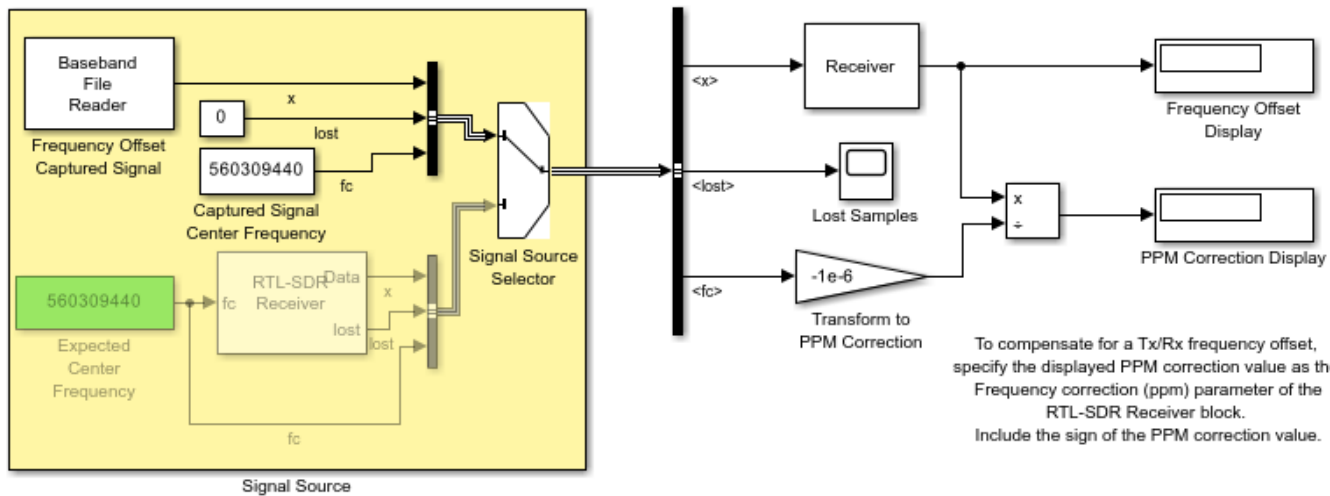 Baseband
File
Reader
Frequency Offset
Captured Signal
x
0
lost
560309440
fc
Captured Signal
Center Frequency
Signal Source
Selector
560309440
Expected
Center
Frequency
fc
RTL-SDR
Receiver
Data
lost
x
lost
fc
Signal Source
<x>
<lost>
<fc>
Receiver
Frequency Offset
Display
Lost Samples
-1e-6
Transform to
PPM Correction
x
÷
PPM Correction Display
To compensate for a Tx/Rx frequency offset,
specify the displayed PPM correction value as th
Frequency correction (ppm) parameter of the
RTL-SDR Receiver block.
Include the sign of the PPM correction value.